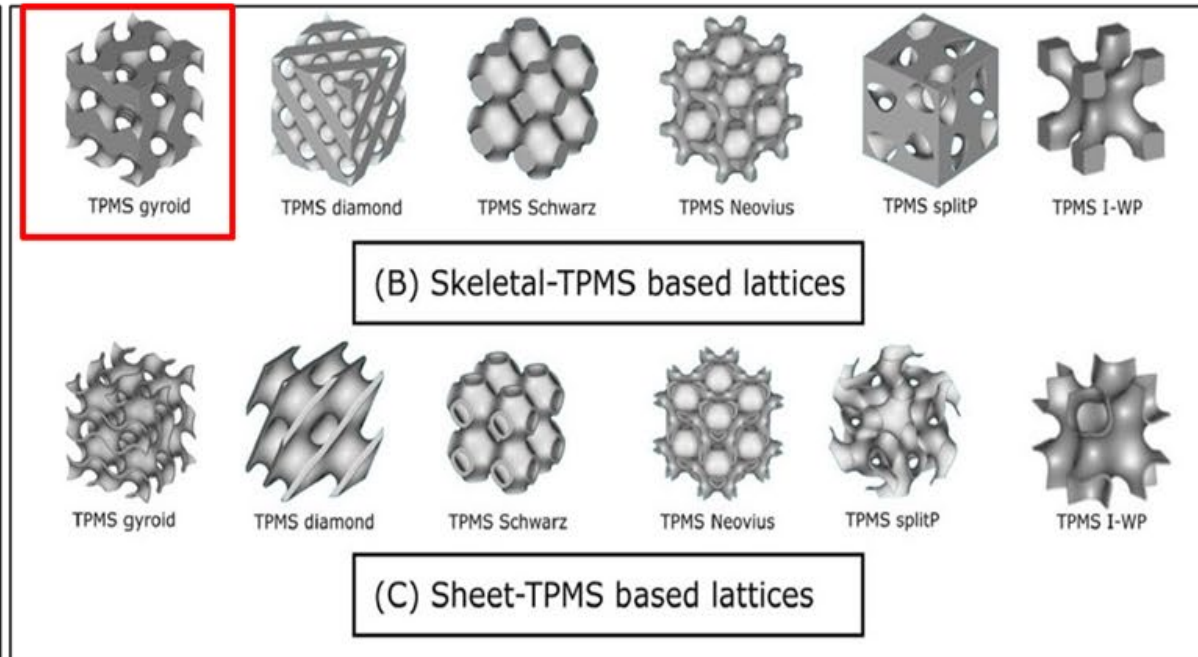 TPMS gyroid TPMS diamond TPMS Schwarz TPMS Neovius TPMS splitP TPMS I-WP
(B) Skeletal-TPMS based lattices
TPMS gyroid TPMS diamond TPMS Schwarz TPMS Neovius TPMS splitP TPMS I-WP
(C) Sheet-TPMS based lattices